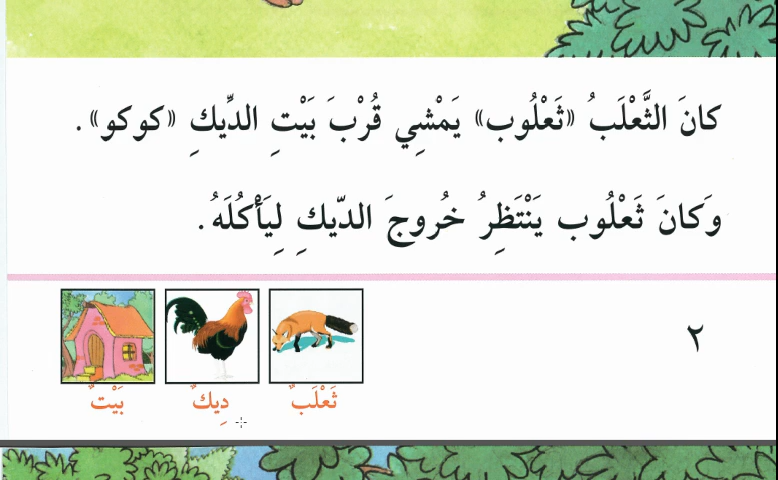 كانَ الثَّعْلَبُ «ثَعْلُوب» يَمْشِي قُرْبَ بَيْتِ الدِّيكِ «كوكو».
وَكانَ ثَعْلُوب يَنْتَظِرُ خُروجَ الدّيكِ لِيَأْكُلَهُ.
٢
ثَعْلَبٌ دِيكٌ بَيْتٌ